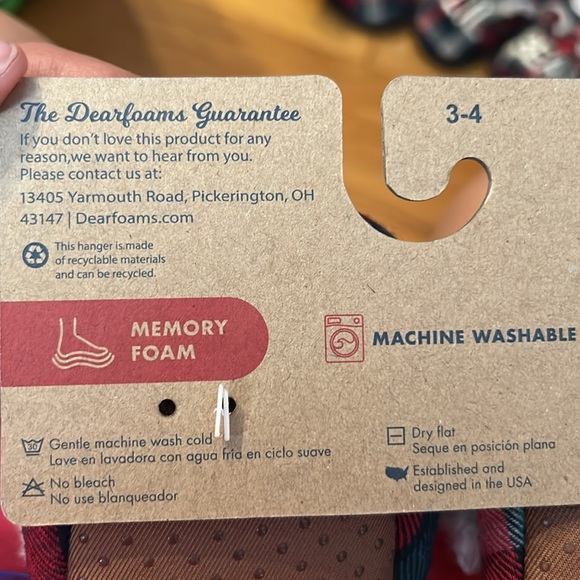 The Dearfoams Guarantee
If you don't love this product for any
reason,we want to hear from you.
Please contact us at:
13405 Yarmouth Road, Pickerington, OH
43147 | Dearfoams.com
This hanger is made
of recyclable materials
and can be recycled.
3-4
MEMORY
FOAM
MACHINE WASHABLE
30
Gentle machine wash cold
Lave en lavadora con agua fría en ciclo suave
No bleach
No use blanqueador
Dry flat
Seque en posición plana
Established and
designed in the USA